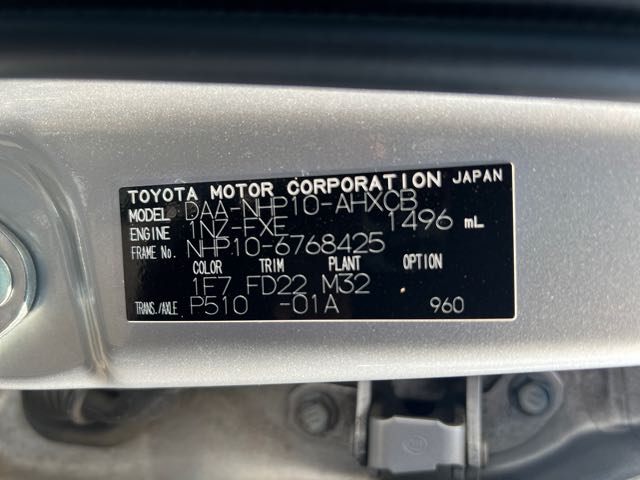 TOYOTA MOTOR CORPORATION JAPAN
MODEL DAA-NHP10-AHXCB
ENGINE 1NZ-FXE 1496 mL
FRAME No. NHP10-6768425
COLOR TRIM PLANT OPTION
1F7 FD22 M32
TRANS./AXLE P510 -01A 960